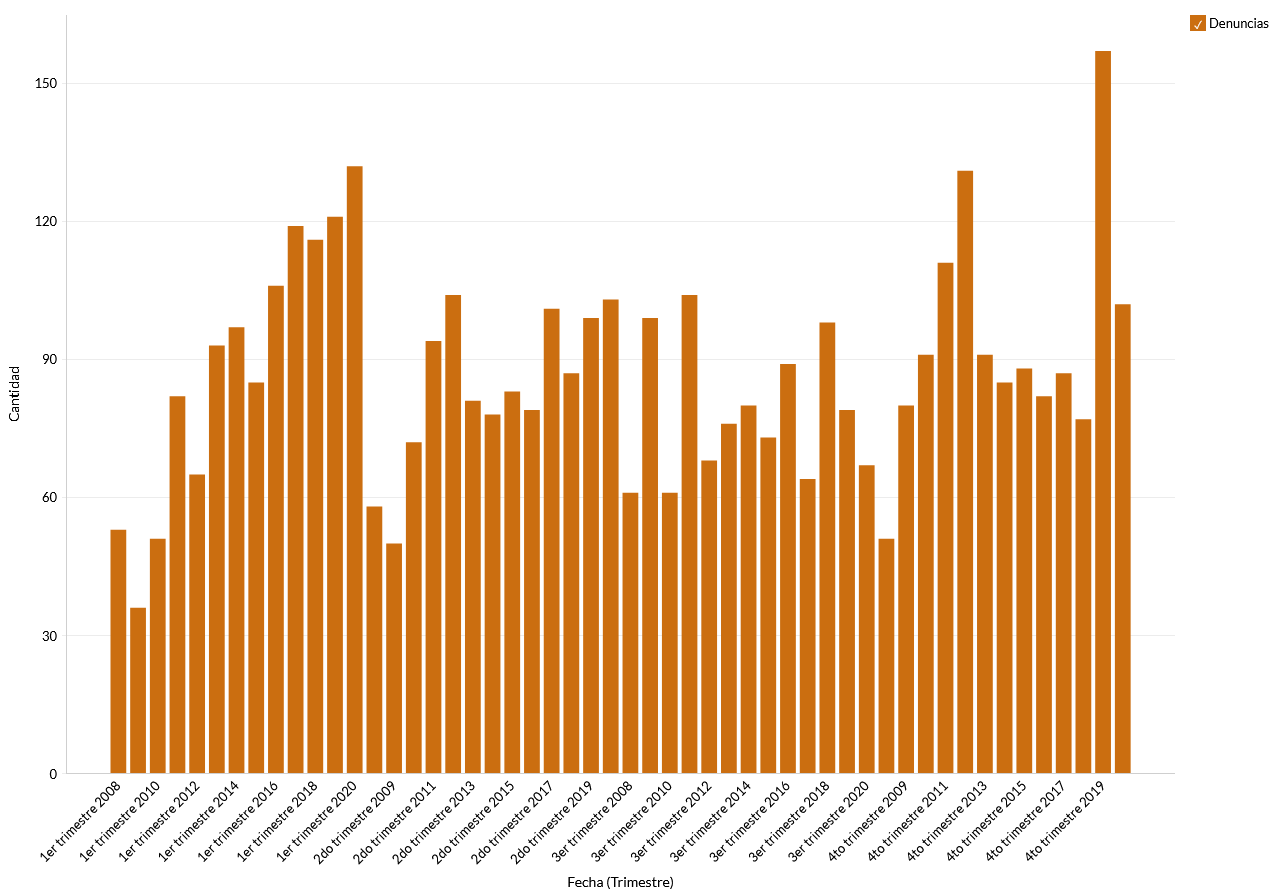 Denuncias
150
120
90
60
30
0
Cantidad
1er trimestre 2008
1er trimestre 2010
1er trimestre 2012
1er trimestre 2014
1er trimestre 2016
1er trimestre 2018
1er trimestre 2020
2do trimestre 2009
2do trimestre 2011
2do trimestre 2013
2do trimestre 2015
2do trimestre 2017
2do trimestre 2019
3er trimestre 2008
3er trimestre 2010
3er trimestre 2012
3er trimestre 2014
3er trimestre 2016
3er trimestre 2018
3er trimestre 2020
4to trimestre 2009
4to trimestre 2011
4to trimestre 2013
4to trimestre 2015
4to trimestre 2017
4to trimestre 2019
Fecha (Trimestre)